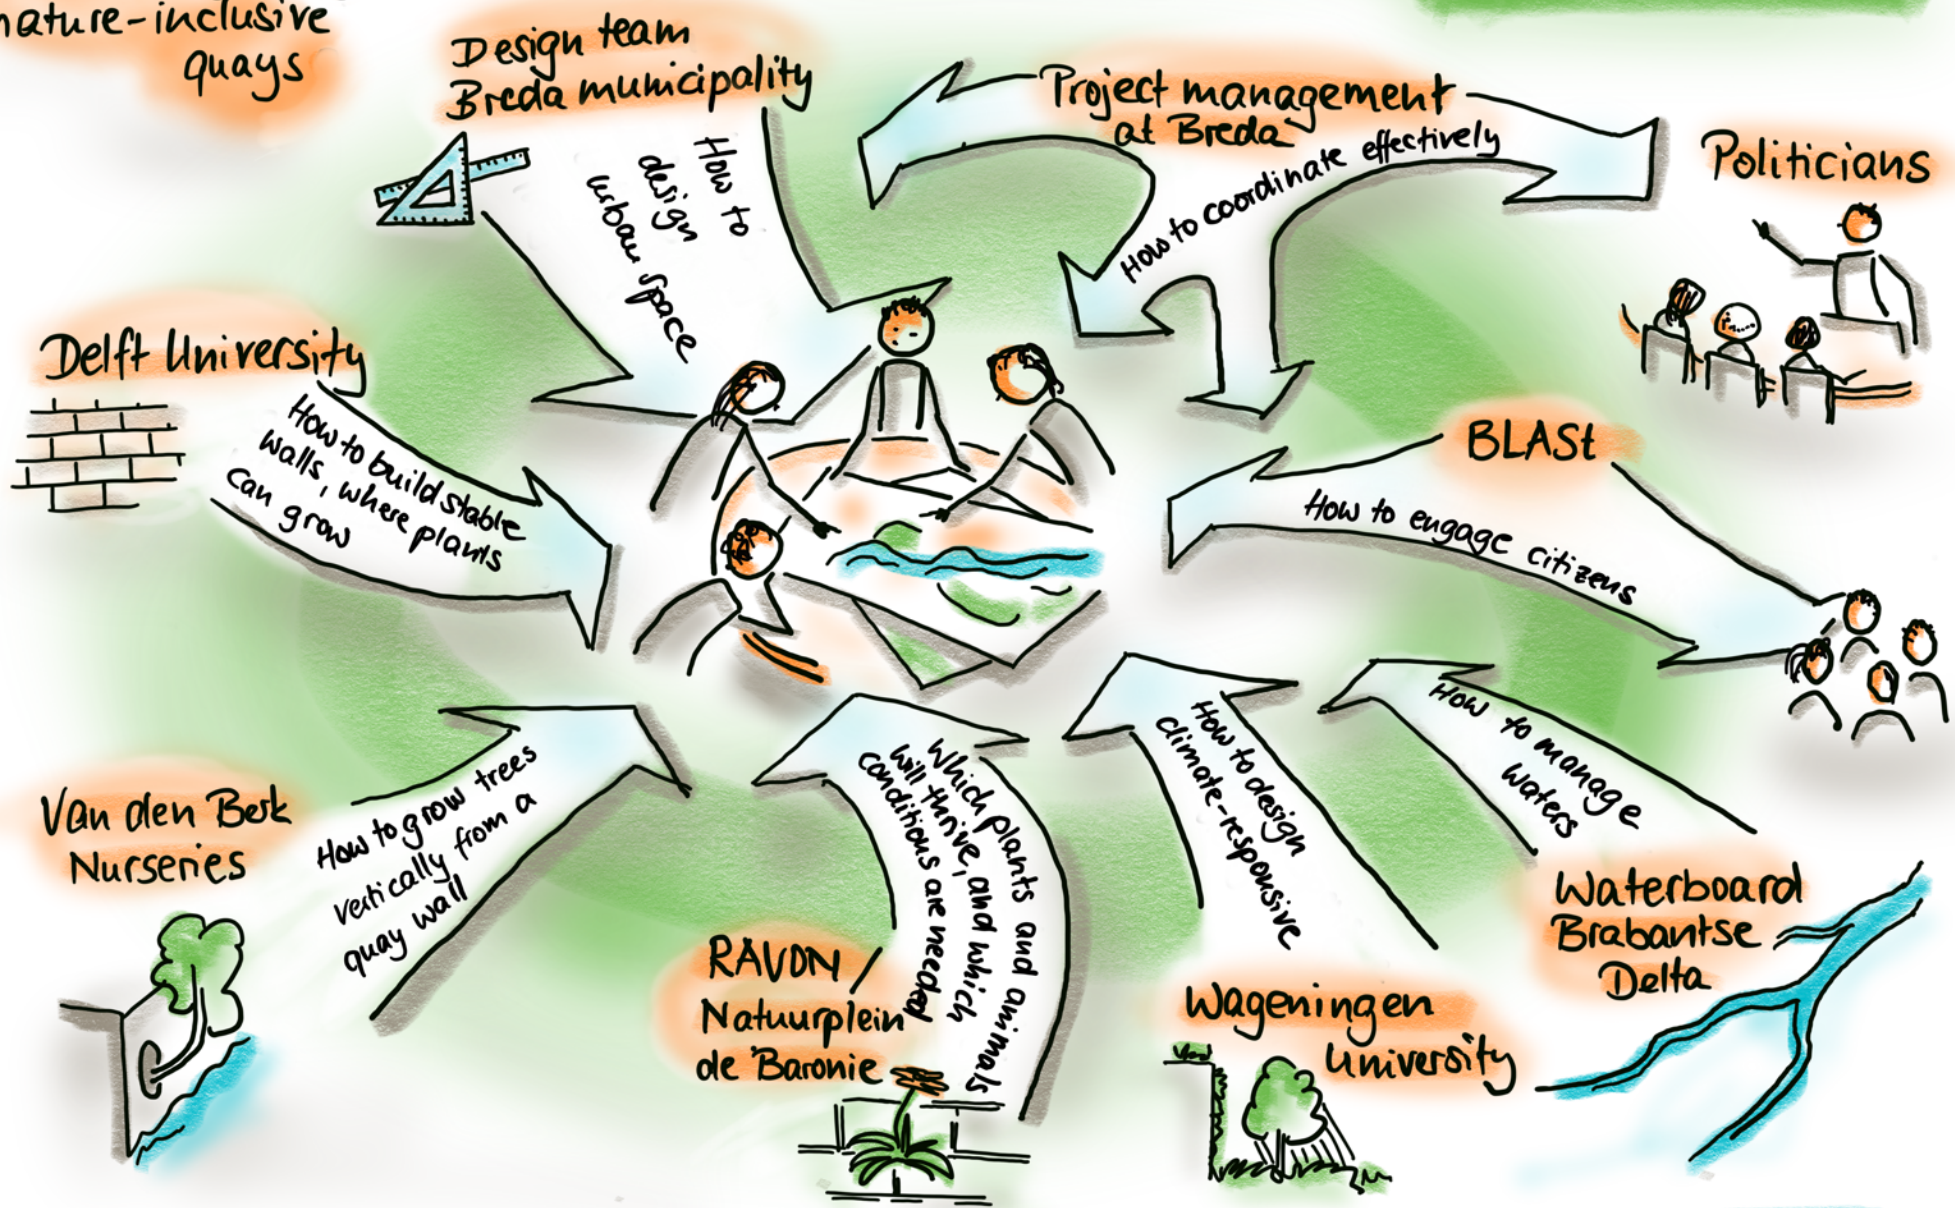 nature-inclusive
quays
Design team
Breda municipality
How to
design
urban space
Project management
at Breda
How to coordinate effectively
Politicians
Delft University
How to build stable
walls, where plants
can grow
BLASt
How to engage citizens
Van den Berk
Nurseries
How to grow trees
vertically from a
quay wall
RAVON /
Natuurplein
de Baronie
Which plants and animals
will thrive, and which
conditions are needed
How to design
climate-responsive
Wageningen
University
How to manage
waters
Waterboard
Brabantse
Delta